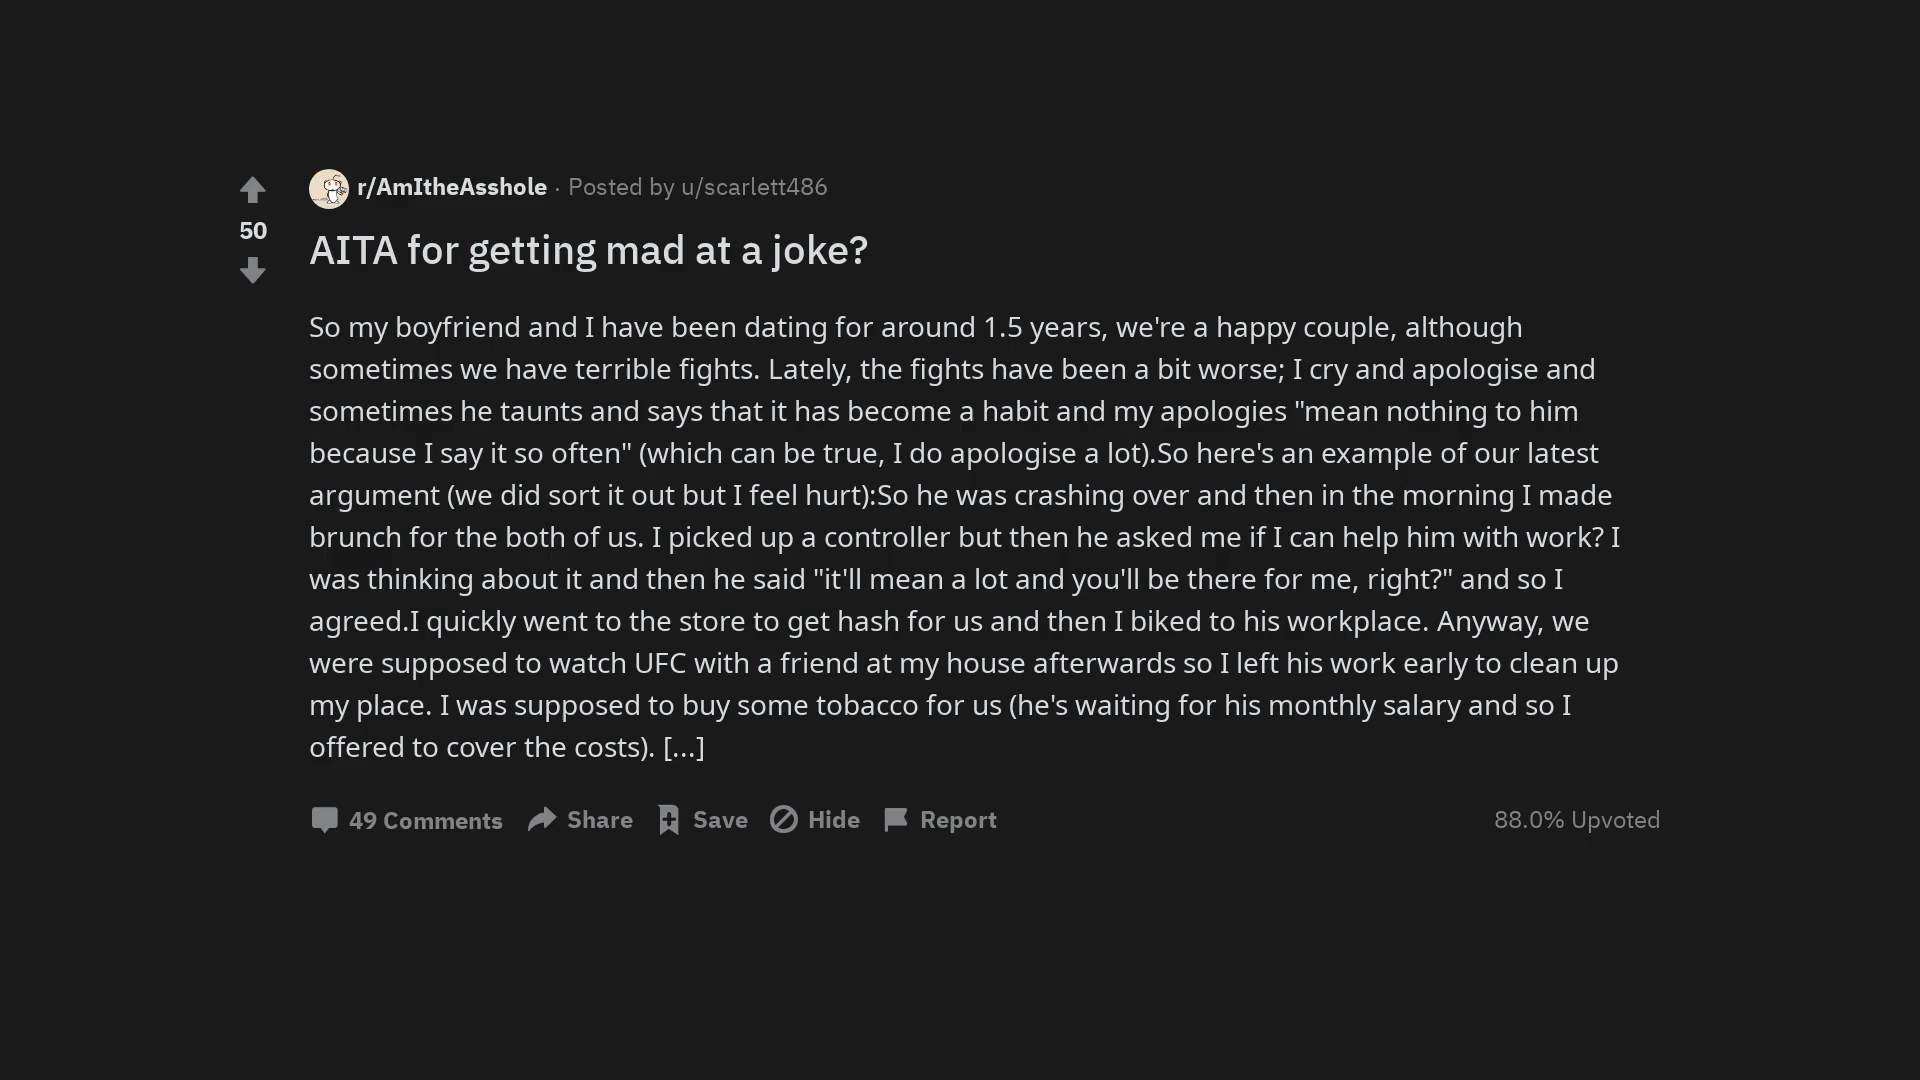 r/AmItheAsshole · Posted by u/scarlett486
50
AITA for getting mad at a joke?
So my boyfriend and I have been dating for around 1.5 years, we're a happy couple, although
sometimes we have terrible fights. Lately, the fights have been a bit worse; I cry and apologise and
sometimes he taunts and says that it has become a habit and my apologies "mean nothing to him
because I say it so often" (which can be true, I do apologise a lot).So here's an example of our latest
argument (we did sort it out but I feel hurt):So he was crashing over and then in the morning I made
brunch for the both of us. I picked up a controller but then he asked me if I can help him with work? I
was thinking about it and then he said "it'll mean a lot and you'll be there for me, right?" and so I
agreed.I quickly went to the store to get hash for us and then I biked to his workplace. Anyway, we
were supposed to watch UFC with a friend at my house afterwards so I left his work early to clean up
my place. I was supposed to buy some tobacco for us (he's waiting for his monthly salary and so I
offered to cover the costs). [...]
49 Comments Share Save Hide Report 88.0% Upvoted